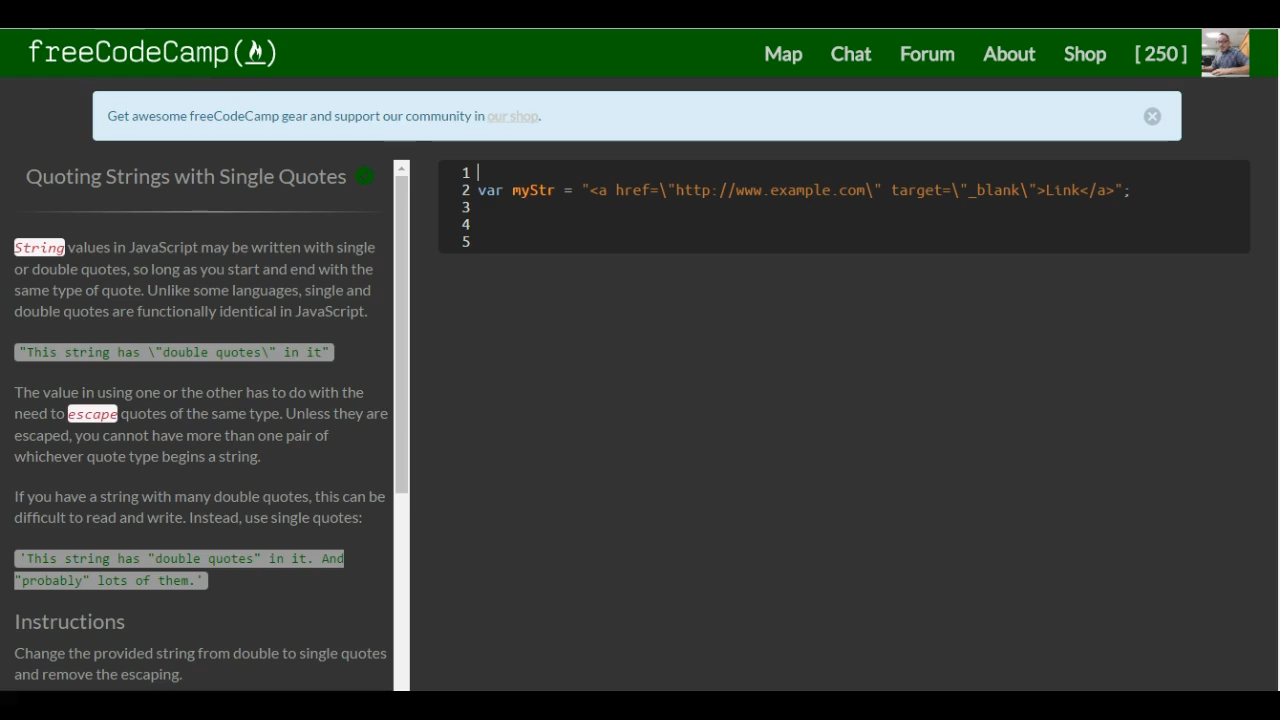 freeCodeCamp(🔥)
Map Chat Forum About Shop [ 250 ]
Get awesome freeCodeCamp gear and support our community in our shop.
Quoting Strings with Single Quotes
String values in JavaScript may be written with single
or double quotes, so long as you start and end with the
same type of quote. Unlike some languages, single and
double quotes are functionally identical in JavaScript.
"This string has \"double quotes\" in it"
The value in using one or the other has to do with the
need to escape quotes of the same type. Unless they are
escaped, you cannot have more than one pair of
whichever quote type begins a string.
If you have a string with many double quotes, this can be
difficult to read and write. Instead, use single quotes:
'This string has "double quotes" in it. And
"probably" lots of them.'
Instructions
Change the provided string from double to single quotes
and remove the escaping.
1
2 var myStr = "<a href=\"http://www.example.com\" target=\"_blank\">Link</a>";
3
4
5